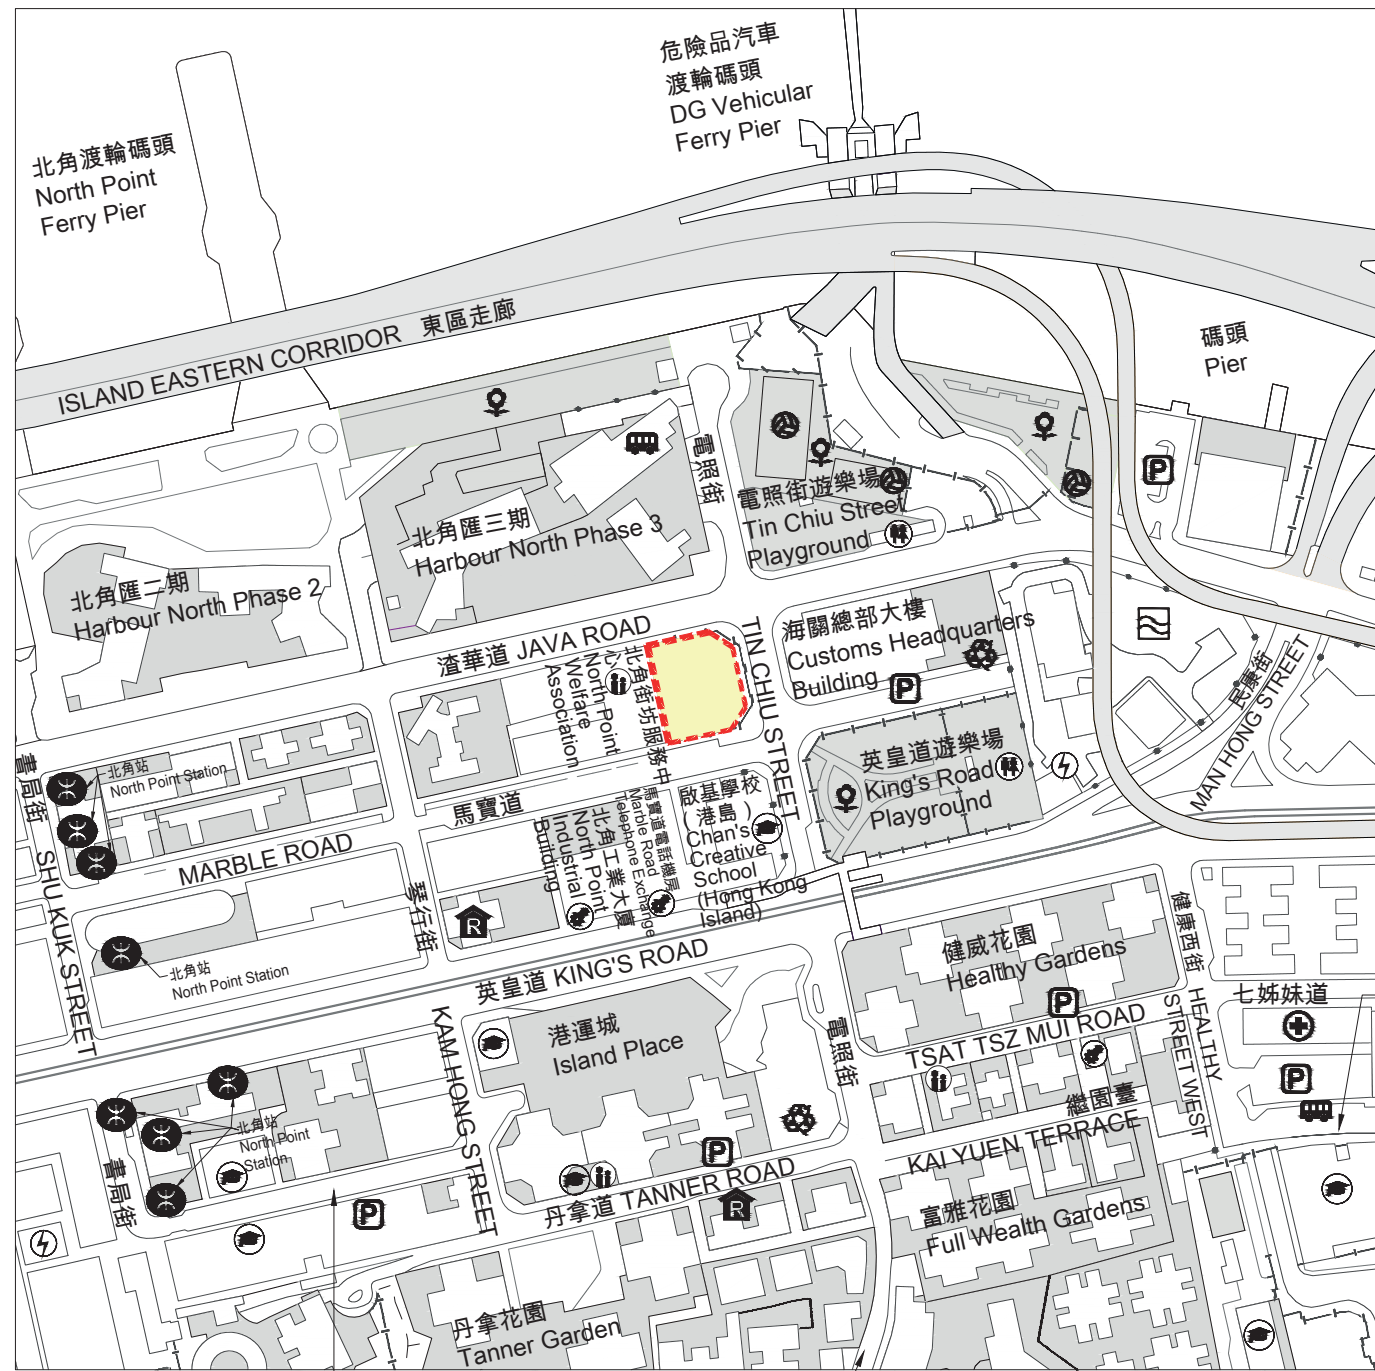 危險品汽車
渡輪碼頭
DG Vehicular
Ferry Pier
北角渡輪碼頭
North Point
Ferry Pier
ISLAND EASTERN CORRIDOR 東區走廊
碼頭
Pier
電照街
電照街遊樂場
Tin Chiu Street
Playground
北角匯三期
Harbour North Phase 3
北角匯二期
Harbour North Phase 2
渣華道 JAVA ROAD
TIN CHIU STREET
海關總部大樓
Customs Headquarters
Building
民康街
MAN HONG STREET
北角街坊服務中
心
North Point
Welfare
Association
書局街
SHU KUK STREET
北角站
North Point Station
英皇道遊樂場
King's Road
Playground
馬寶道
MARBLE ROAD
馬寶道電話機房
Marble Road
Telephone Exchange
北角工業大廈
North Point
Industrial
Building
啟基學校
(港島)
Chan's
Creative
School
(Hong Kong
Island)
琴行街
北角站
North Point Station
英皇道 KING'S ROAD
健威花園
Healthy Gardens
健康西街
HEALTHY
STREET WEST
七姊妹道
TSAT TSZ MUI ROAD
港運城
Island Place
電照街
KAM HONG STREET
繼園臺
KAI YUEN TERRACE
北角站
North Point
Station
書局街
丹拿道 TANNER ROAD
富雅花園
Full Wealth Gardens
丹拿花園
Tanner Garden
P
P
P
P
P
P
R
R